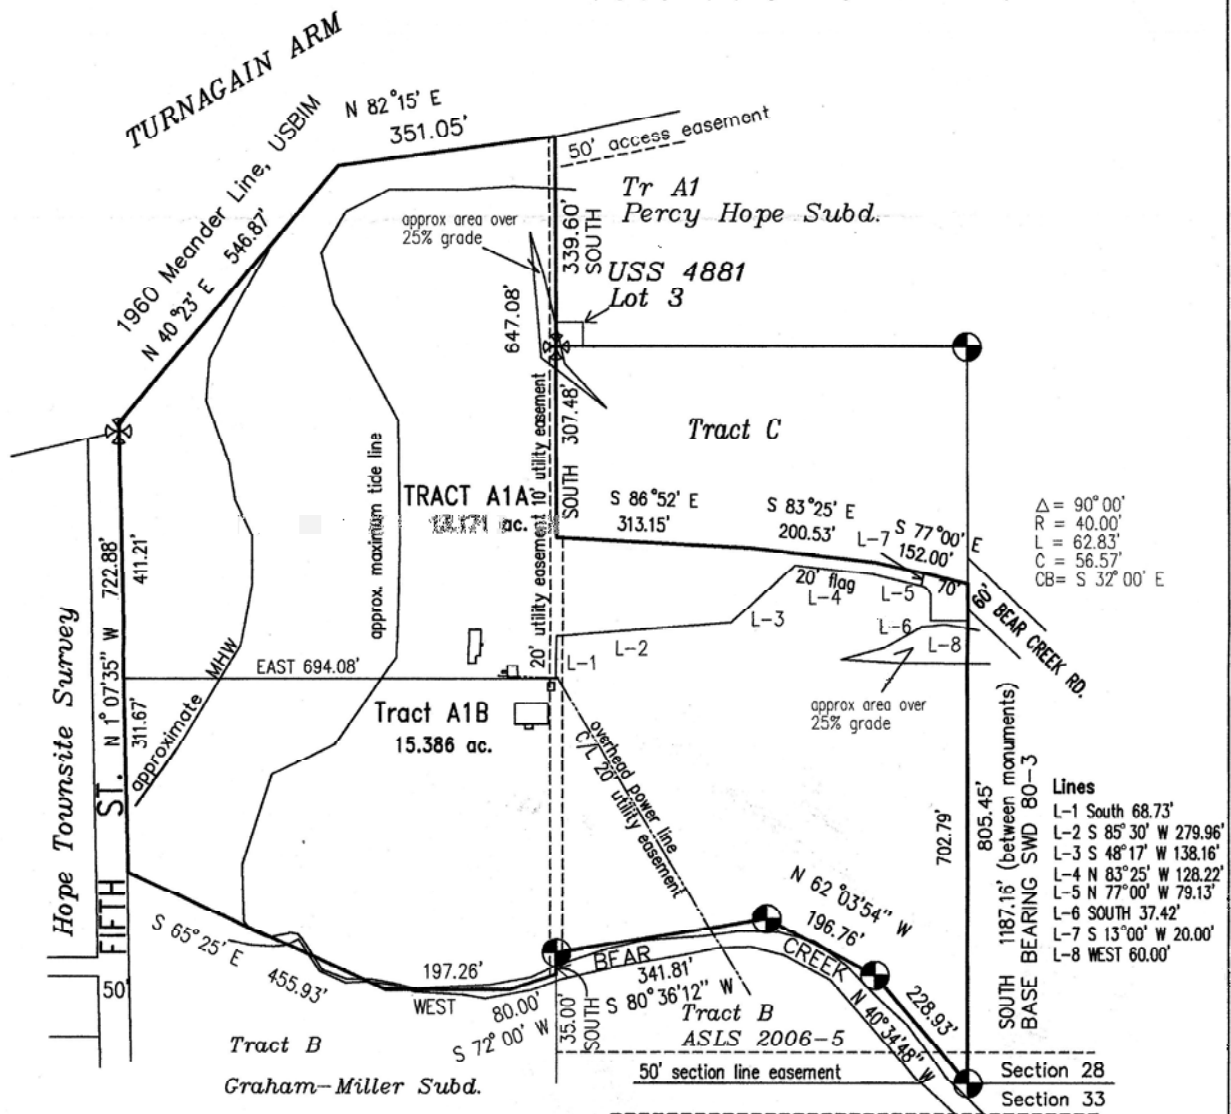 TURNAGAIN ARM
1960 Meander Line, USBIM
N 40°23' E 546.87'
N 82°15' E
351.05'
50' access easement
Tr A1
Percy Hope Subd.
approx area over
25% grade
339.60'
SOUTH
USS 4881
Lot 3
647.08'
307.48'
SOUTH
Tract C
20' utility easement 10' utility easement
approx. maximum tide line
TRACT A1A
ac.
S 86°52' E
313.15'
S 83°25' E
200.53'
L-7
S 77°00' E
152.00'
Δ= 90°00'
R = 40.00'
L = 62.83'
C = 56.57'
CB= S 32°00' E
20' flag
L-4
L-5
70'
L-3
L-6
L-8
L-2
L-1
60' BEAR CREEK RD.
Hope Townsite Survey
FIFTH ST.
N 1°07'35" W 722.88'
411.21'
311.67'
approximate MHW
EAST 694.08'
Tract A1B
15.386 ac.
overhead power line
C/L 20' utility easement
approx area over
25% grade
702.79'
805.45'
SOUTH 1187.16' (between monuments)
BASE BEARING SWD 80-3
Lines
L-1 South 68.73'
L-2 S 85°30' W 279.96'
L-3 S 48°17' W 138.16'
L-4 N 83°25' W 128.22'
L-5 N 77°00' W 79.13'
L-6 SOUTH 37.42'
L-7 S 13°00' W 20.00'
L-8 WEST 60.00'
N 62°03'54" W
196.76'
S 65°25' E
455.93'
197.26'
WEST
80.00'
S 72°00' W
35.00'
SOUTH
BEAR CREEK
341.81'
S 80°36'12" W
228.93'
N 40°34'48" W
50'
Tract B
Graham-Miller Subd.
Tract B
ASLS 2006-5
50' section line easement
Section 28
Section 33